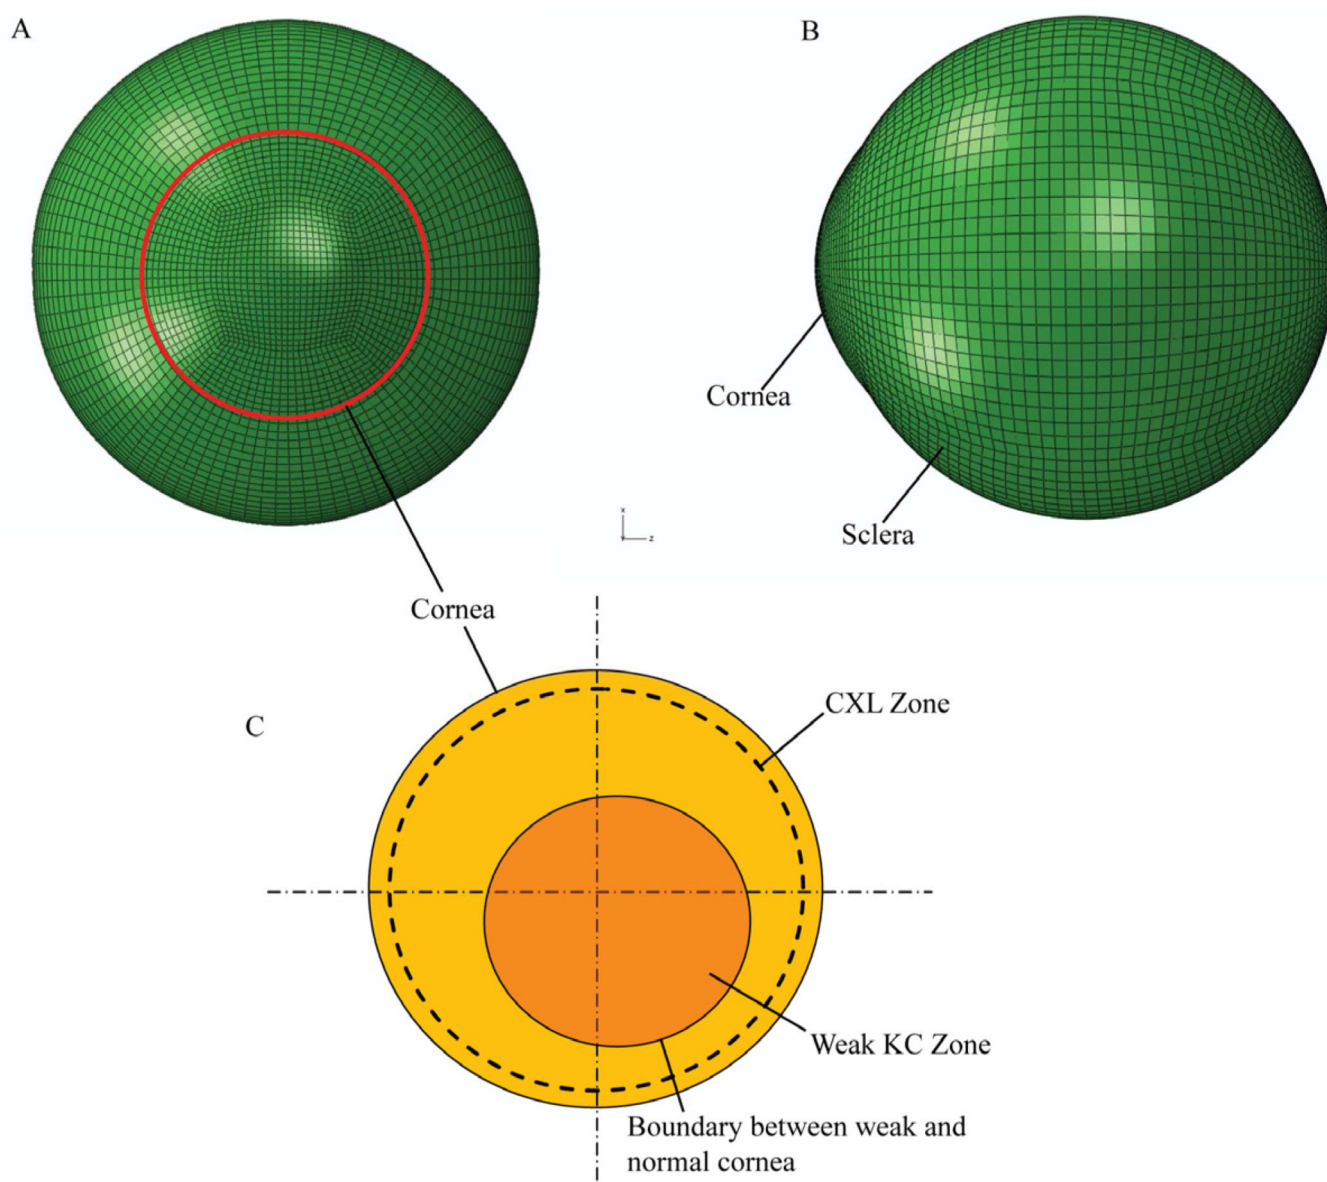 A
B
Cornea
Sclera
x
z
Cornea
C
CXL Zone
Weak KC Zone
Boundary between weak and
normal cornea